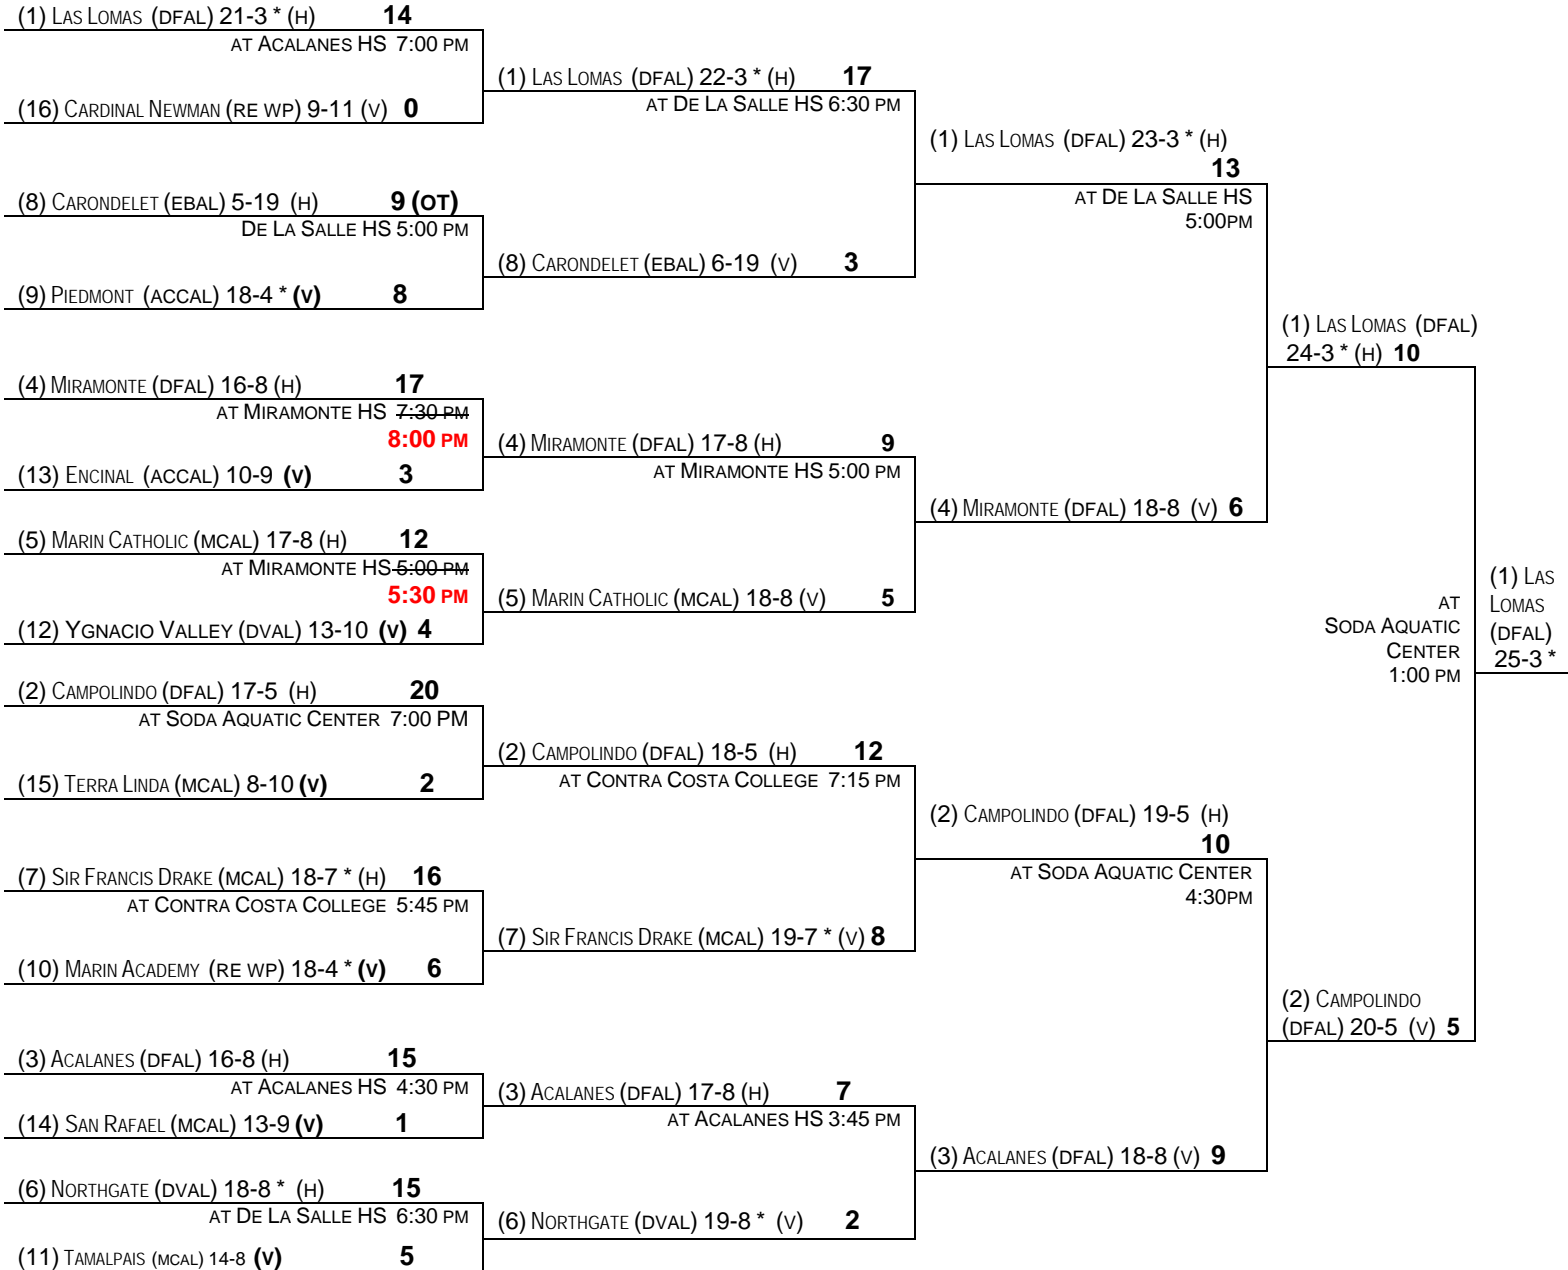 (1) Las Lomas (DFAL) 21-3 * (H) 14
at Acalanes HS 7:00 PM
(16) Cardinal Newman (RE WP) 9-11 (V) 0
(8) Carondelet (EBAL) 5-19 (H) 9 (OT)
De La Salle HS 5:00 PM
(9) Piedmont (ACCAL) 18-4 * (V) 8
(4) Miramonte (DFAL) 16-8 (H) 17
at Miramonte HS 7:30 PM
8:00 PM
(13) Encinal (ACCAL) 10-9 (V) 3
(5) Marin Catholic (MCAL) 17-8 (H) 12
at Miramonte HS 5:00 PM
5:30 PM
(12) Ygnacio Valley (DVAL) 13-10 (V) 4
(2) Campolindo (DFAL) 17-5 (H) 20
at Soda Aquatic Center 7:00 PM
(15) Terra Linda (MCAL) 8-10 (V) 2
(7) Sir Francis Drake (MCAL) 18-7 * (H) 16
at Contra Costa College 5:45 PM
(10) Marin Academy (RE WP) 18-4 * (V) 6
(3) Acalanes (DFAL) 16-8 (H) 15
at Acalanes HS 4:30 PM
(14) San Rafael (MCAL) 13-9 (V) 1
(6) Northgate (DVAL) 18-8 * (H) 15
at De La Salle HS 6:30 PM
(11) Tamalpais (MCAL) 14-8 (V) 5
(1) Las Lomas (DFAL) 22-3 * (H) 17
at De La Salle HS 6:30 PM
(8) Carondelet (EBAL) 6-19 (V) 3
(4) Miramonte (DFAL) 17-8 (H) 9
at Miramonte HS 5:00 PM
(5) Marin Catholic (MCAL) 18-8 (V) 5
(2) Campolindo (DFAL) 18-5 (H) 12
at Contra Costa College 7:15 PM
(7) Sir Francis Drake (MCAL) 19-7 * (V) 8
(3) Acalanes (DFAL) 17-8 (H) 7
at Acalanes HS 3:45 PM
(6) Northgate (DVAL) 19-8 * (V) 2
(1) Las Lomas (DFAL) 23-3 * (H)
13
at De La Salle HS
5:00PM
(4) Miramonte (DFAL) 18-8 (V) 6
(2) Campolindo (DFAL) 19-5 (H)
10
at Soda Aquatic Center
4:30PM
(3) Acalanes (DFAL) 18-8 (V) 9
(1) Las Lomas (DFAL)
24-3 * (H) 10
at
Soda Aquatic
Center
1:00 PM
(2) Campolindo
(DFAL) 20-5 (V) 5
(1) Las
Lomas
(DFAL)
25-3 *